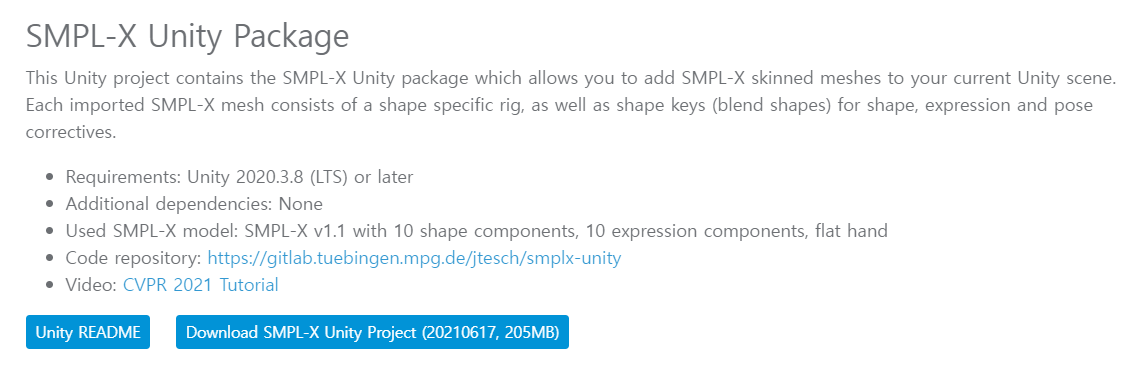 SMPL-X Unity Package
This Unity project contains the SMPL-X Unity package which allows you to add SMPL-X skinned meshes to your current Unity scene.
Each imported SMPL-X mesh consists of a shape specific rig, as well as shape keys (blend shapes) for shape, expression and pose
correctives.
• Requirements: Unity 2020.3.8 (LTS) or later
• Additional dependencies: None
• Used SMPL-X model: SMPL-X v1.1 with 10 shape components, 10 expression components, flat hand
• Code repository: https://gitlab.tuebingen.mpg.de/jtesch/smplx-unity
• Video: CVPR 2021 Tutorial
Unity README
Download SMPL-X Unity Project (20210617, 205MB)